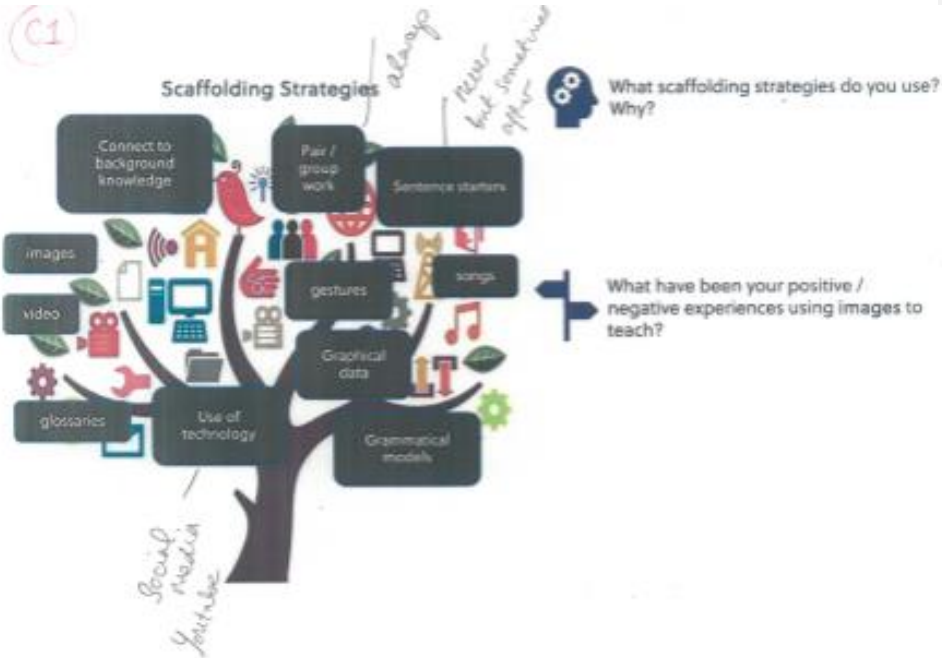 C1
always
never
but sometimes
after
Scaffolding Strategies
What scaffolding strategies do you use?
Why?
Connect to
background
knowledge
Pair /
group
work
Sentence starters
images
gestures
songs
What have been your positive /
negative experiences using images to
teach?
video
Graphical
data
glossaries
Use of
technology
Grammatical
models
Social
media
Youtube